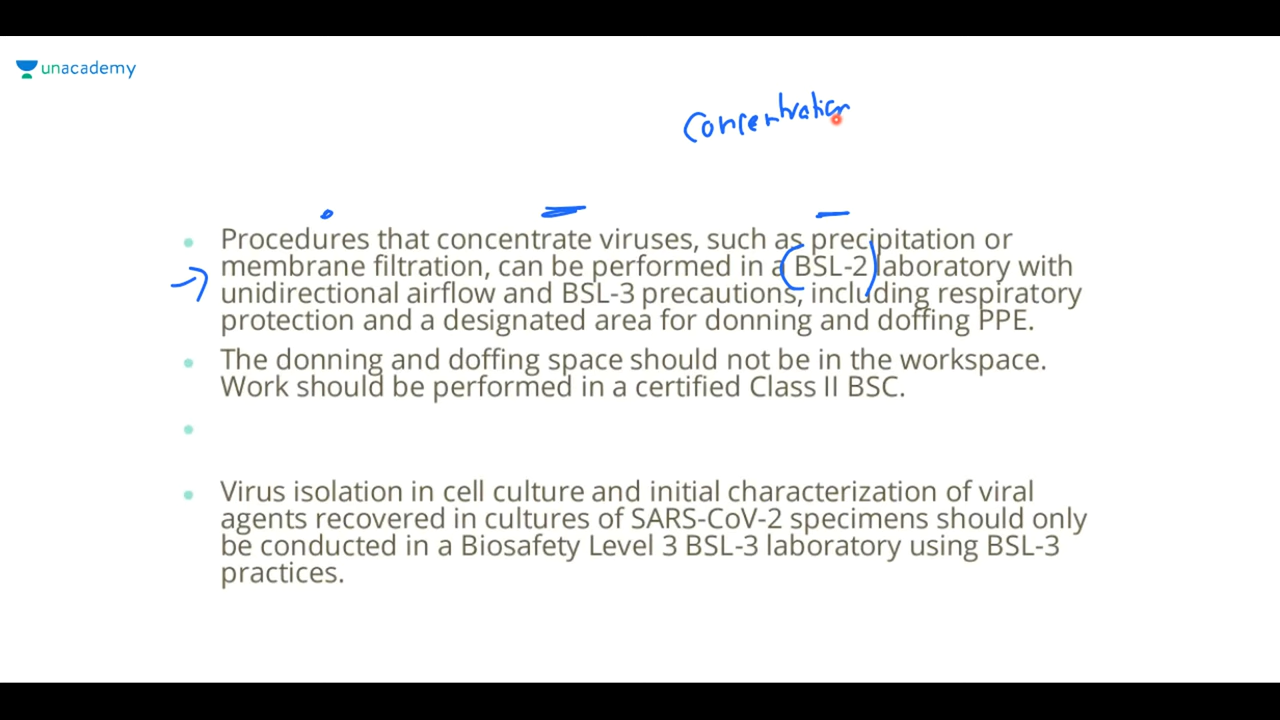 unacademy
Concentration
Procedures that concentrate viruses, such as precipitation or
membrane filtration, can be performed in a BSL-2 laboratory with
unidirectional airflow and BSL-3 precautions, including respiratory
protection and a designated area for donning and doffing PPE.
The donning and doffing space should not be in the workspace.
Work should be performed in a certified Class II BSC.
Virus isolation in cell culture and initial characterization of viral
agents recovered in cultures of SARS-CoV-2 specimens should only
be conducted in a Biosafety Level 3 BSL-3 laboratory using BSL-3
practices.